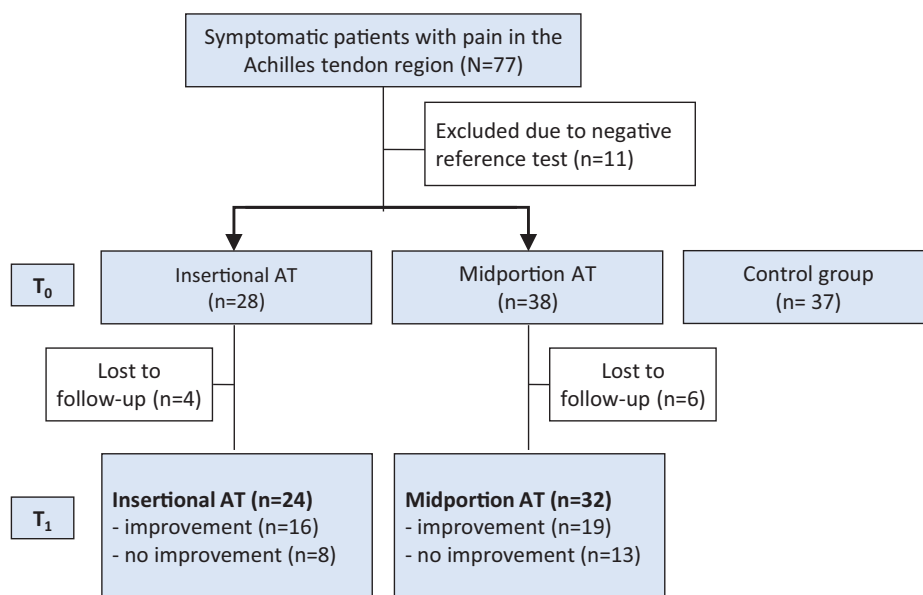 Symptomatic patients with pain in the
Achilles tendon region (N=77)
Excluded due to negative
reference test (n=11)
T₀
Insertional AT
(n=28)
Midportion AT
(n=38)
Control group
(n= 37)
Lost to
follow-up (n=4)
Lost to
follow-up (n=6)
T₁
Insertional AT (n=24)
- improvement (n=16)
- no improvement (n=8)
Midportion AT (n=32)
- improvement (n=19)
- no improvement (n=13)